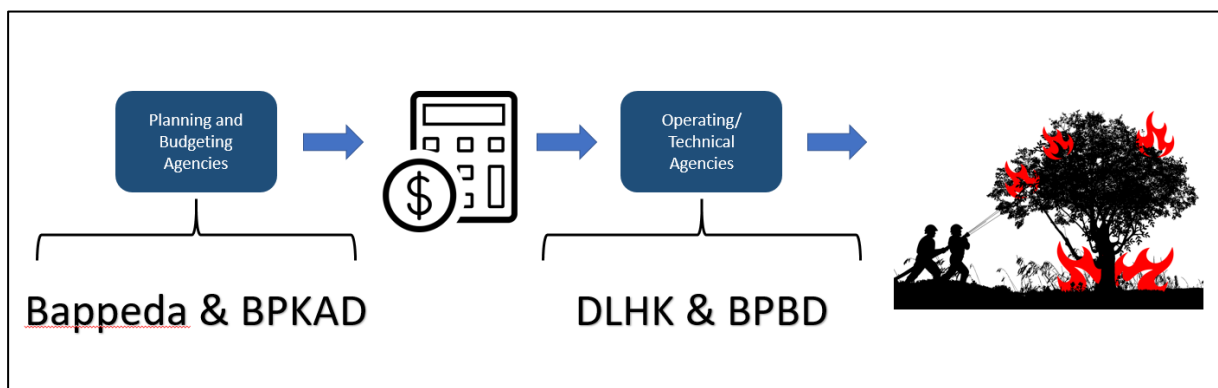 Planning and
Budgeting
Agencies
$
Operating/
Technical
Agencies
Bappeda & BPKAD
DLHK & BPBD